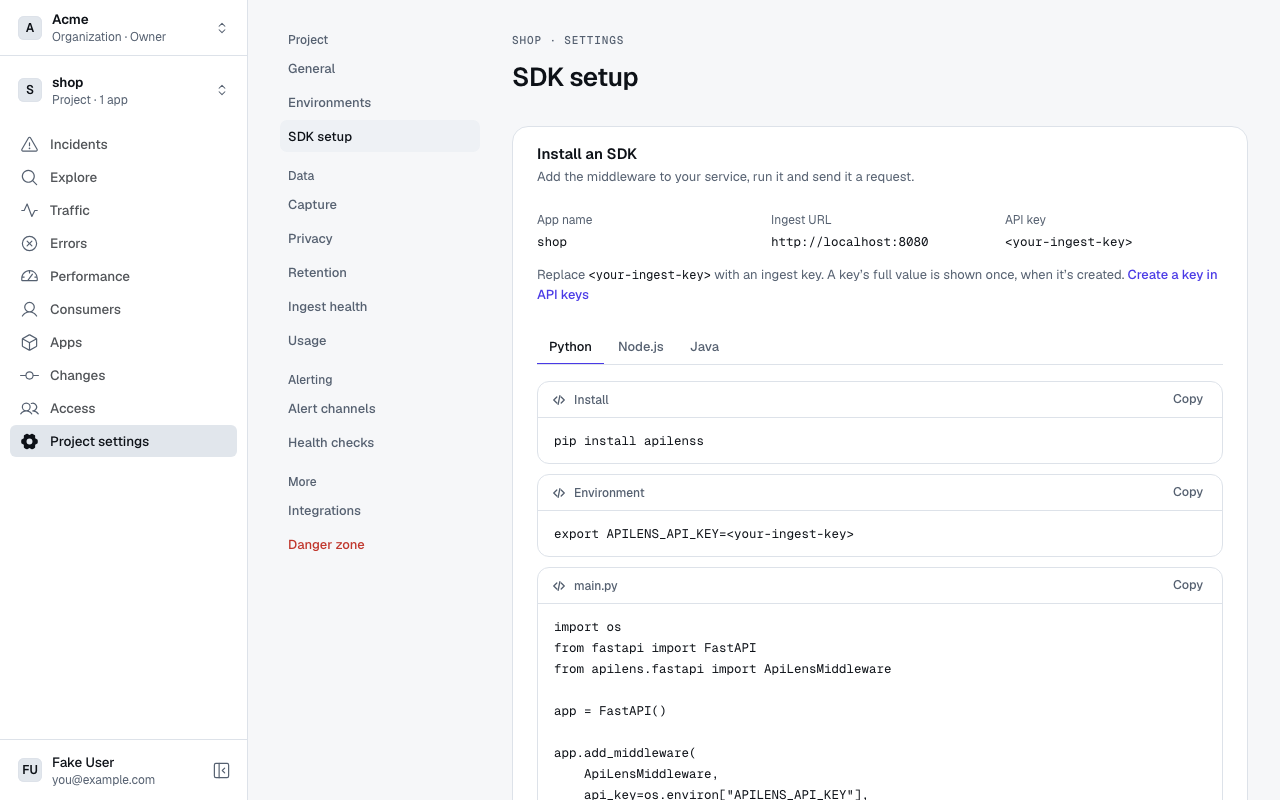 A
Acme
Organization · Owner
S
shop
Project · 1 app
Incidents
Explore
Traffic
Errors
Performance
Consumers
Apps
Changes
Access
Project settings
FU
Fake User
you@example.com
Project
General
Environments
SDK setup
Data
Capture
Privacy
Retention
Ingest health
Usage
Alerting
Alert channels
Health checks
More
Integrations
Danger zone
SHOP · SETTINGS
SDK setup
Install an SDK
Add the middleware to your service, run it and send it a request.
App name
shop
Ingest URL
http://localhost:8080
API key
<your-ingest-key>
Replace <your-ingest-key> with an ingest key. A key's full value is shown once, when it's created. Create a key in
API keys
Python Node.js Java
Install Copy
pip install apilenss
Environment Copy
export APILENS_API_KEY=<your-ingest-key>
main.py Copy
import os
from fastapi import FastAPI
from apilens.fastapi import ApiLensMiddleware
app = FastAPI()
app.add_middleware(
    ApiLensMiddleware,
    api_key=os.environ["APILENS_API_KEY"],